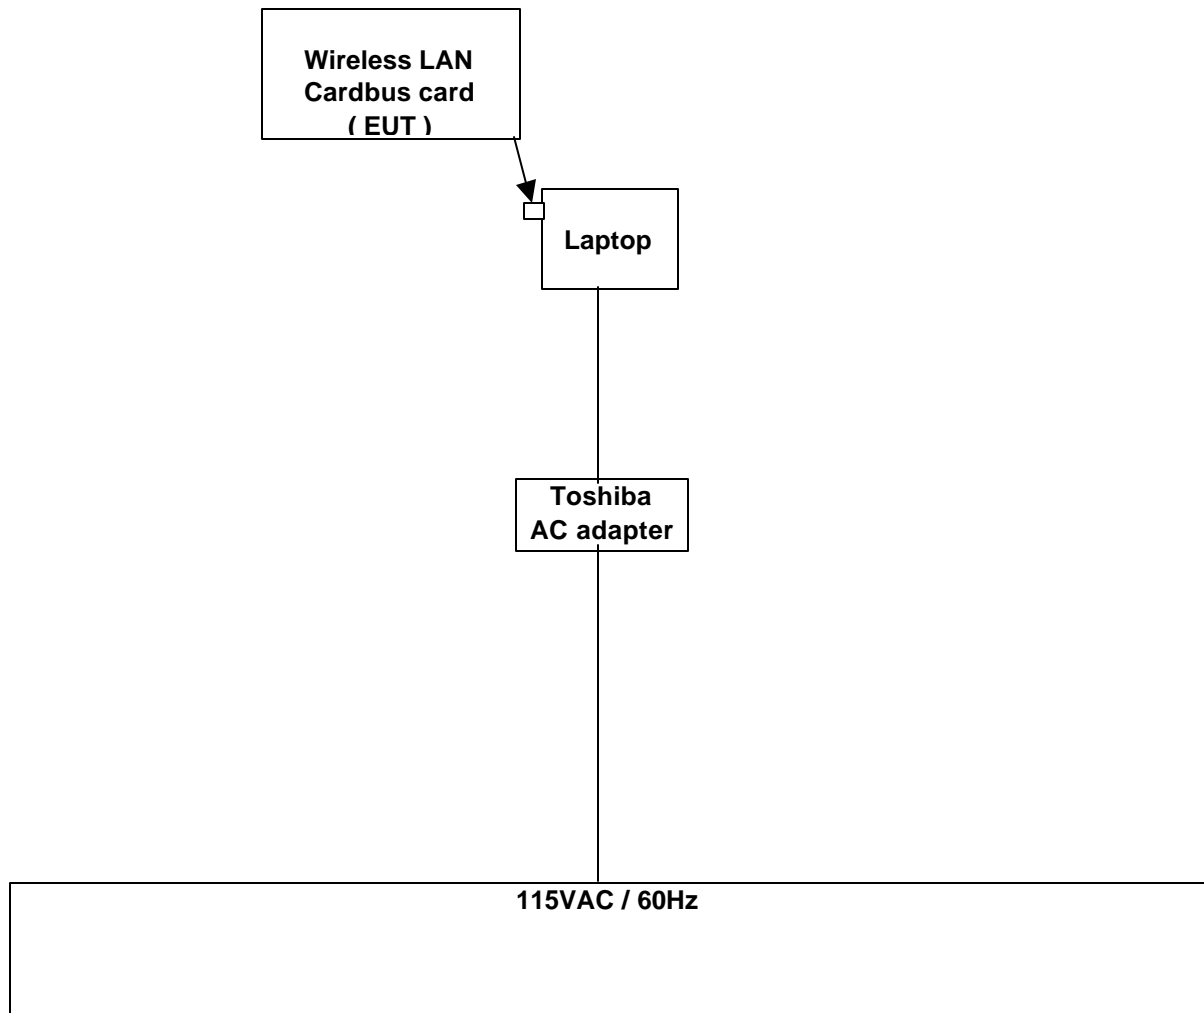 Wireless LAN
Cardbus card
( EUT )
Laptop
Toshiba
AC adapter
115VAC / 60Hz